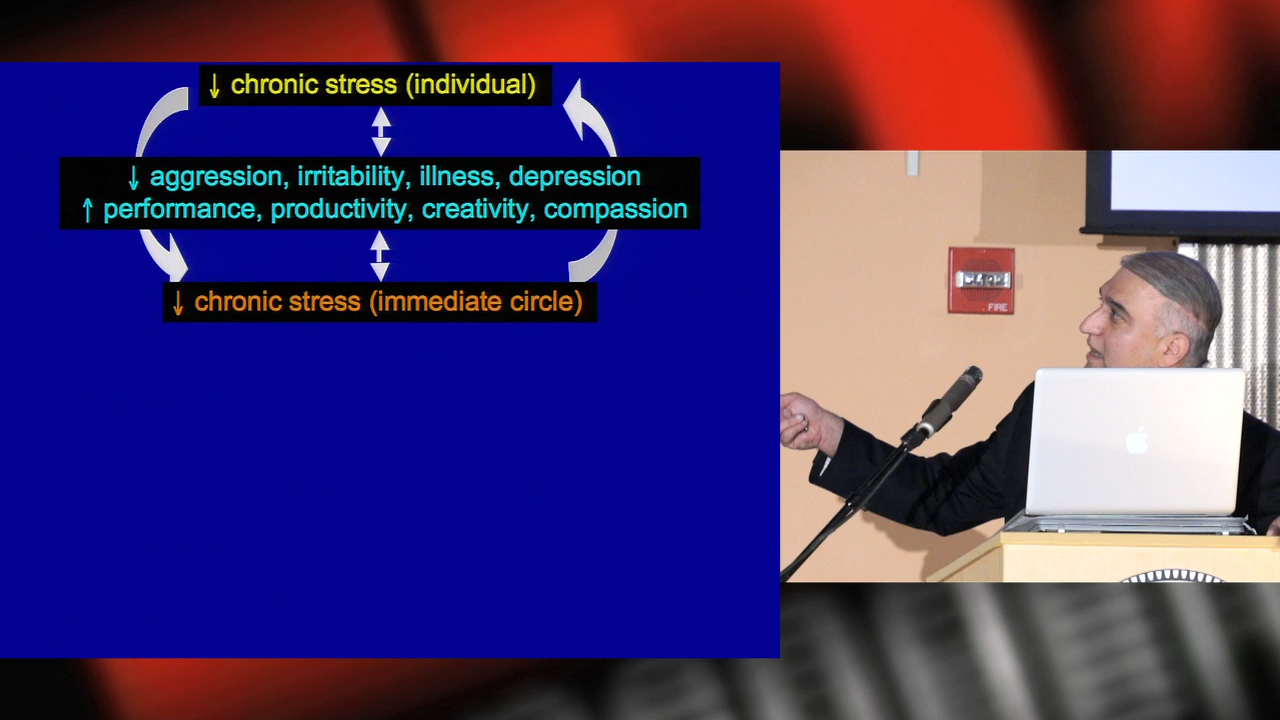 ↓ chronic stress (individual)
↓ aggression, irritability, illness, depression
↑ performance, productivity, creativity, compassion
↓ chronic stress (immediate circle)
FIRE